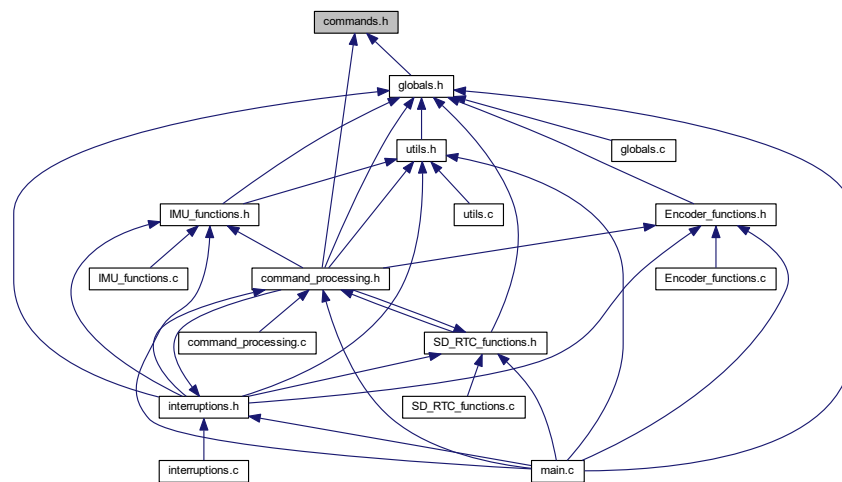 commands.h
globals.h
globals.c
utils.h
IMU_functions.h
utils.c
Encoder_functions.h
IMU_functions.c
command_processing.h
Encoder_functions.c
command_processing.c
SD_RTC_functions.h
interruptions.h
SD_RTC_functions.c
interruptions.c
main.c